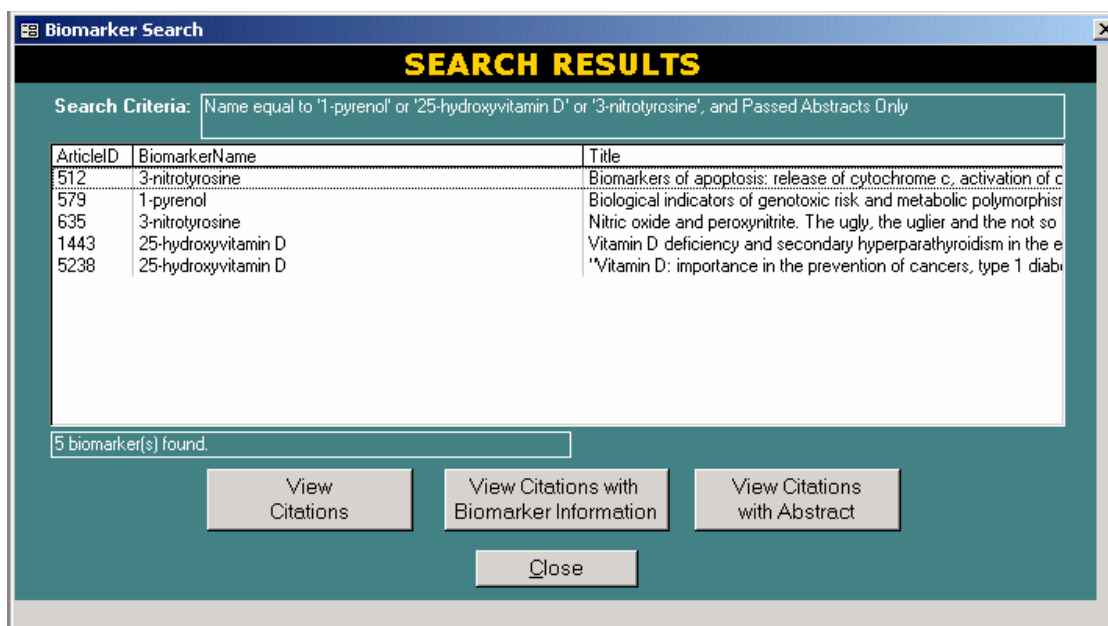 Biomarker Search
SEARCH RESULTS
Search Criteria: Name equal to '1-pyrenol' or '25-hydroxyvitamin D' or '3-nitrotyrosine', and Passed Abstracts Only
ArticleID BiomarkerName Title
512 3-nitrotyrosine Biomarkers of apoptosis: release of cytochrome c, activation of c
579 1-pyrenol Biological indicators of genotoxic risk and metabolic polymorphisr
635 3-nitrotyrosine Nitric oxide and peroxynitrite. The ugly, the uglier and the not so
1443 25-hydroxyvitamin D Vitamin D deficiency and secondary hyperparathyroidism in the e
5238 25-hydroxyvitamin D "Vitamin D: importance in the prevention of cancers, type 1 diab
5 biomarker(s) found.
View Citations
View Citations with Biomarker Information
View Citations with Abstract
Close